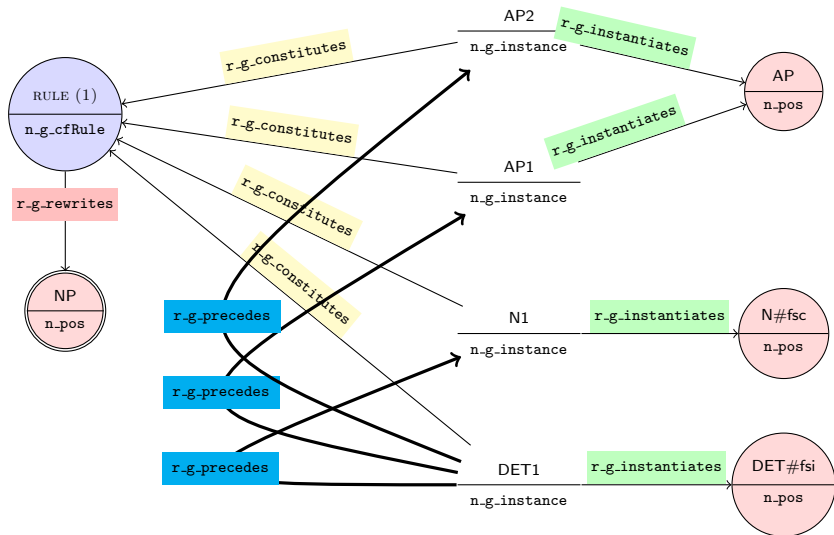 AP2
n_g_instance
r_g_constitutes
r_g_instantiates
AP
n_pos
RULE (1)
n_g_cfRule
r_g_constitutes
r_g_instantiates
AP1
n_g_instance
r_g_rewrites
r_g_constitutes
r_g_constitutes
NP
n_pos
r_g_precedes
N1
n_g_instance
r_g_instantiates
N#fsc
n_pos
r_g_precedes
r_g_precedes
DET1
n_g_instance
r_g_instantiates
DET#fsi
n_pos